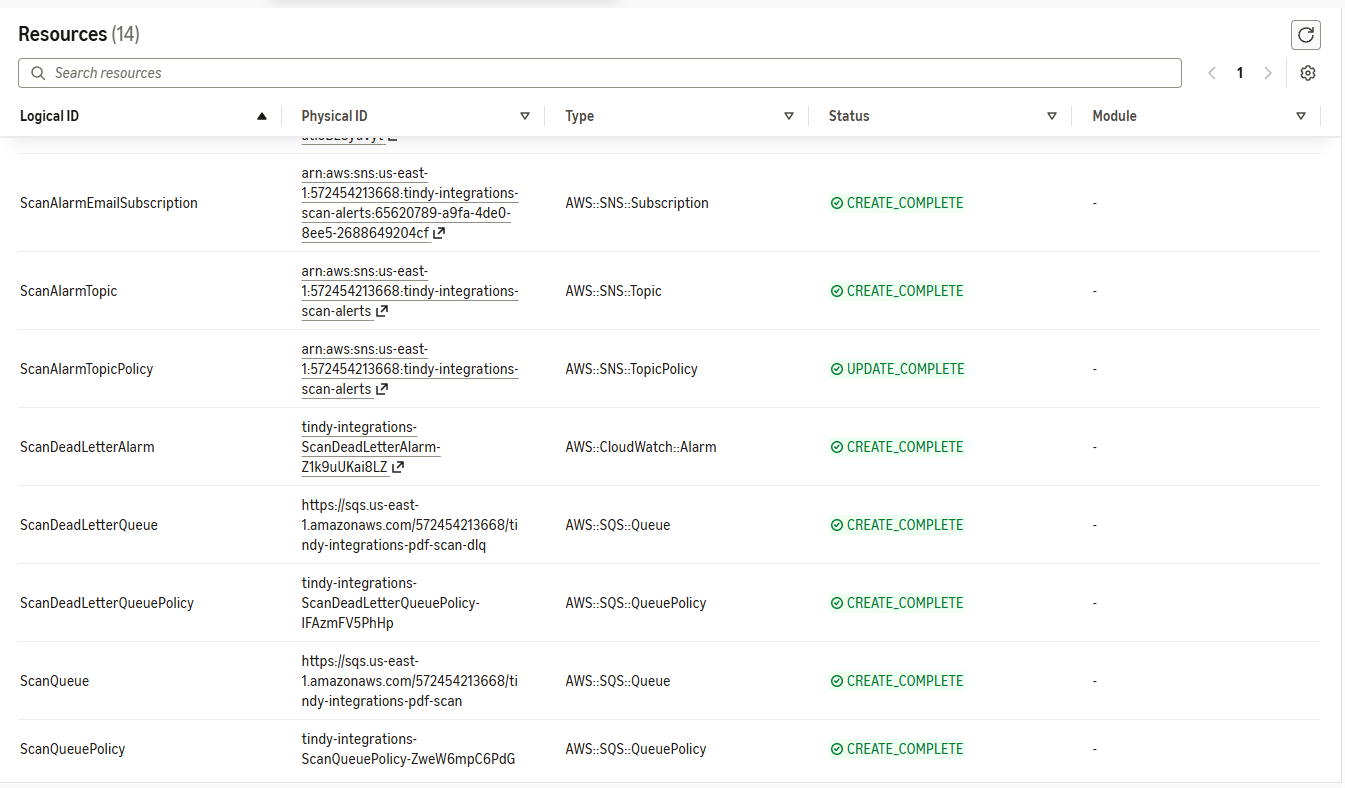 Resources (14)
Search resources
1
Logical ID
Physical ID
Type
Status
Module
ScanAlarmEmailSubscription
arn:aws:sns:us-east-
1:572454213668:tindy-integrations-
scan-alerts:65620789-a9fa-4de0-
8ee5-2688649204cf
AWS::SNS::Subscription
CREATE_COMPLETE
-
ScanAlarmTopic
arn:aws:sns:us-east-
1:572454213668:tindy-integrations-
scan-alerts
AWS::SNS::Topic
CREATE_COMPLETE
-
ScanAlarmTopicPolicy
arn:aws:sns:us-east-
1:572454213668:tindy-integrations-
scan-alerts
AWS::SNS::TopicPolicy
UPDATE_COMPLETE
-
ScanDeadLetterAlarm
tindy-integrations-
ScanDeadLetterAlarm-
Z1k9uUKai8LZ
AWS::CloudWatch::Alarm
CREATE_COMPLETE
-
ScanDeadLetterQueue
https://sqs.us-east-
1.amazonaws.com/572454213668/ti
ndy-integrations-pdf-scan-dlq
AWS::SQS::Queue
CREATE_COMPLETE
-
ScanDeadLetterQueuePolicy
tindy-integrations-
ScanDeadLetterQueuePolicy-
IFAzmFV5PhHp
AWS::SQS::QueuePolicy
CREATE_COMPLETE
-
ScanQueue
https://sqs.us-east-
1.amazonaws.com/572454213668/ti
ndy-integrations-pdf-scan
AWS::SQS::Queue
CREATE_COMPLETE
-
ScanQueuePolicy
tindy-integrations-
ScanQueuePolicy-ZweW6mpC6PdG
AWS::SQS::QueuePolicy
CREATE_COMPLETE
-